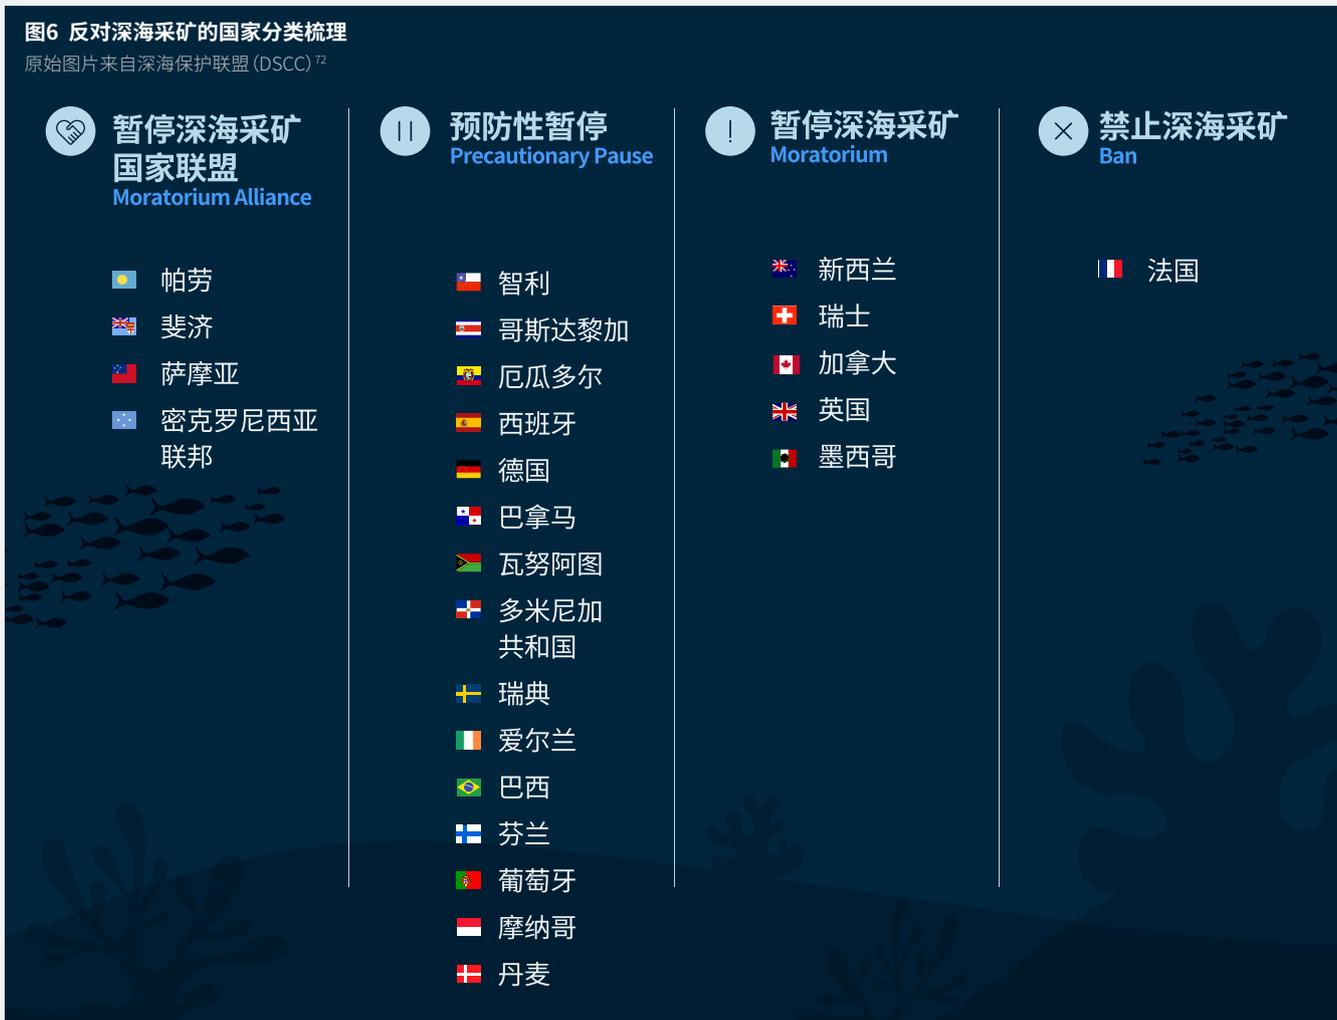 图6 反对深海采矿的国家分类梳理
原始图片来自深海保护联盟（DSCC）72
暂停深海采矿
国家联盟
Moratorium Alliance
帕劳
斐济
萨摩亚
密克罗尼西亚
联邦
预防性暂停
Precautionary Pause
智利
哥斯达黎加
厄瓜多尔
西班牙
德国
巴拿马
瓦努阿图
多米尼加
共和国
瑞典
爱尔兰
巴西
芬兰
葡萄牙
摩纳哥
丹麦
暂停深海采矿
Moratorium
新西兰
瑞士
加拿大
英国
墨西哥
禁止深海采矿
Ban
法国